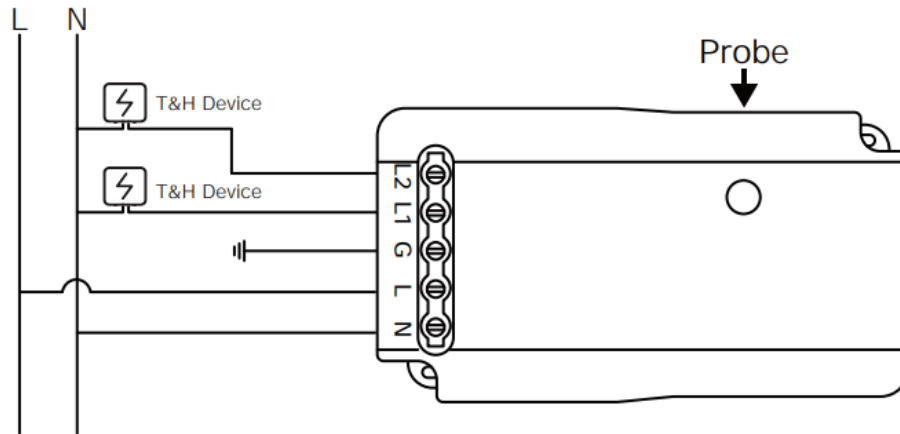 L N
Probe
T&H Device
T&H Device
L2
L1
G
L
N